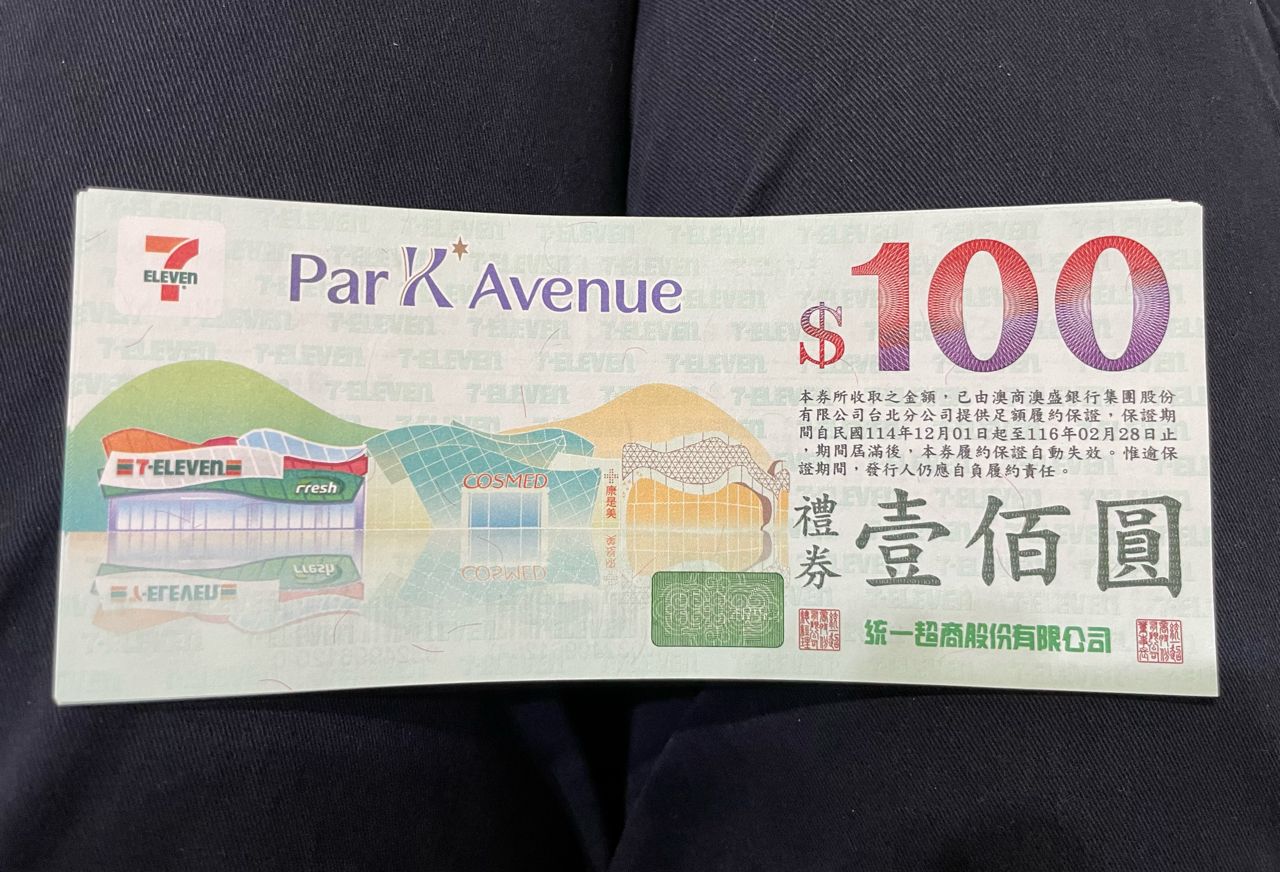 7
ELEVEN
Par K Avenue
$100
本券所收取之金額，已由澳商澳盛銀行集團股份
有限公司台北分公司提供足額履約保證，保證期
間自民國114年12月01日起至116年02月28日止
，期間屆滿後，本券履約保證自動失效。惟逾保
證期間，發行人仍應自負履約責任。
7-ELEVEN
fresh
COSMED
康是美
禮券
壹佰圓
統一超商股份有限公司